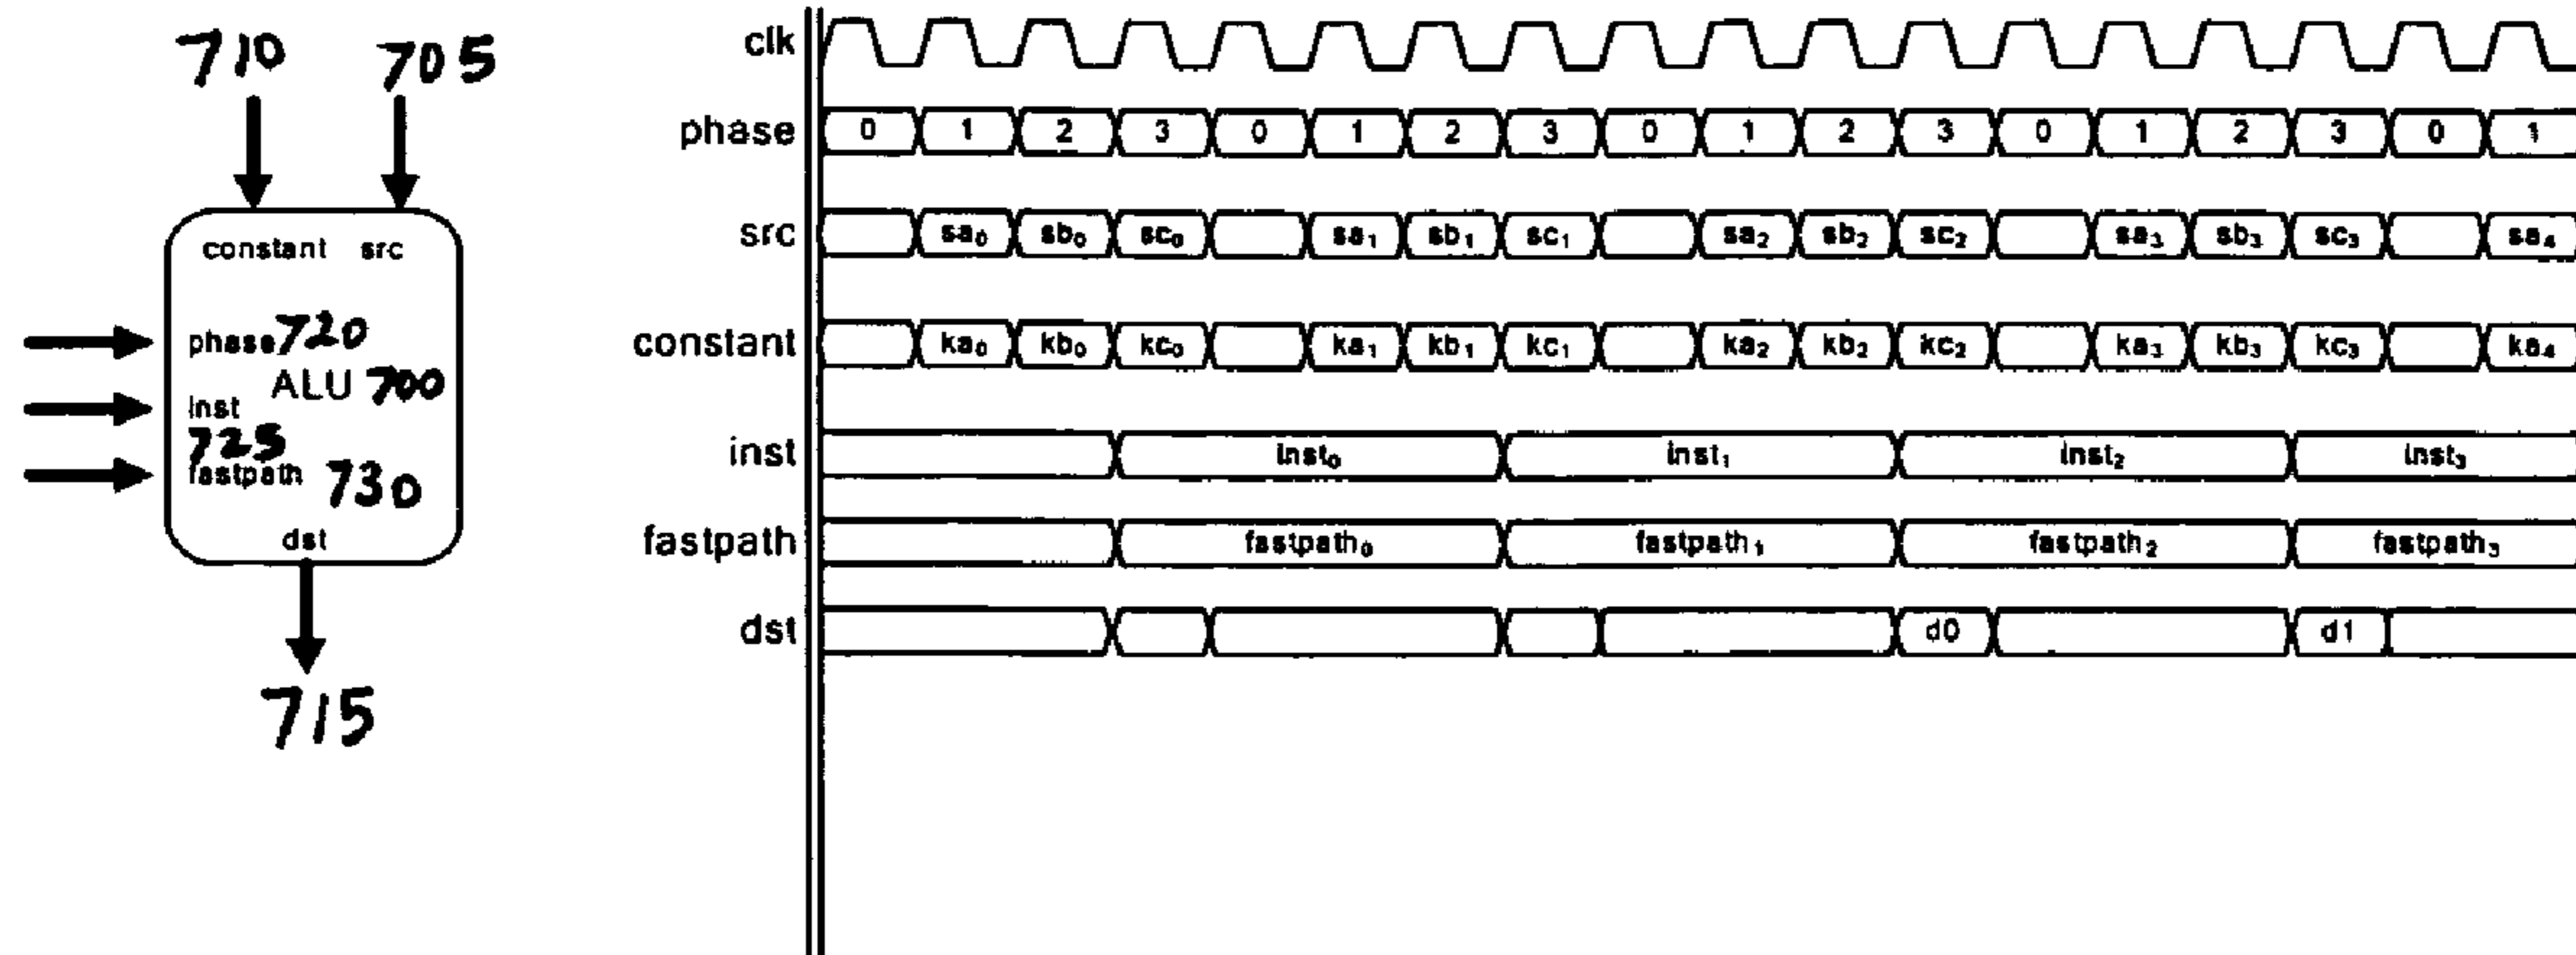 710 705
constant src
phase 720
ALU 700
inst
725
fastpath 730
dst
715
clk
phase 0 1 2 3 0 1 2 3 0 1 2 3 0 1 2 3 0 1
src sa₀ sb₀ sc₀ sa₁ sb₁ sc₁ sa₂ sb₂ sc₂ sa₃ sb₃ sc₃ sa₄
constant ka₀ kb₀ kc₀ ka₁ kb₁ kc₁ ka₂ kb₂ kc₂ ka₃ kb₃ kc₃ ka₄
inst inst₀ inst₁ inst₂ inst₃
fastpath fastpath₀ fastpath₁ fastpath₂ fastpath₃
dst d0 d1